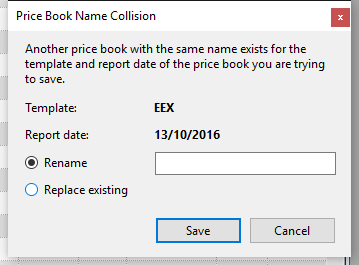 Price Book Name Collision
Another price book with the same name exists for the
template and report date of the price book you are trying
to save.
Template: EEX
Report date: 13/10/2016
Rename
Replace existing
Save Cancel